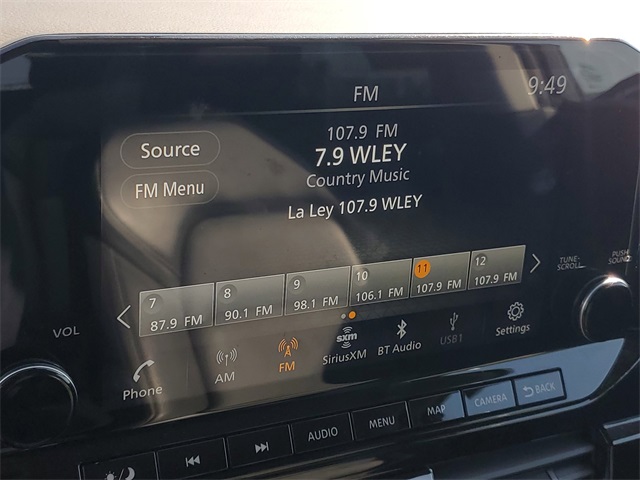 FM
9:49
Source
107.9 FM
7.9 WLEY
FM Menu
Country Music
La Ley 107.9 WLEY
7
87.9 FM
8
90.1 FM
9
98.1 FM
10
106.1 FM
11
107.9 FM
12
107.9 FM
VOL
TUNE-
SCROLL
PUSH
SOUND
Phone
AM
FM
sxm
SiriusXM
BT Audio
USB1
Settings
AUDIO
MENU
MAP
CAMERA
BACK